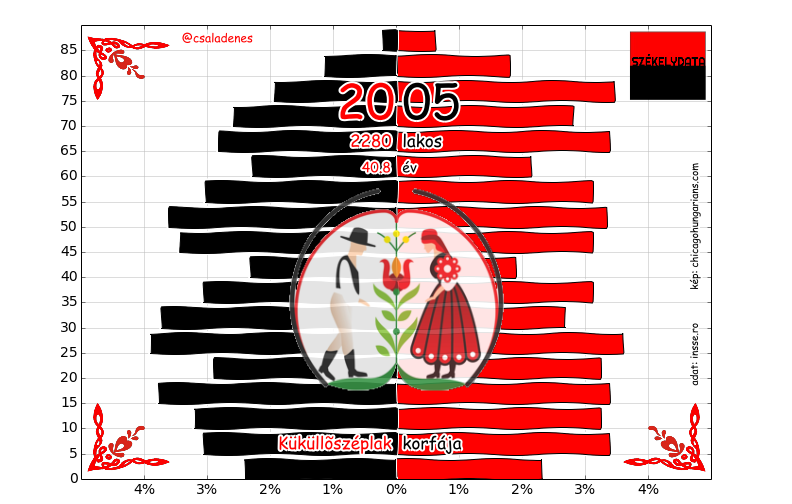 @csaladenes
SZÉKELYDATA
2005
2280 lakos
40.8 év
kép: chicagohungarians.com
adat: insse.ro
Küküllõszéplak korfája
85
80
75
70
65
60
55
50
45
40
35
30
25
20
15
10
5
0
4% 3% 2% 1% 0% 1% 2% 3% 4%